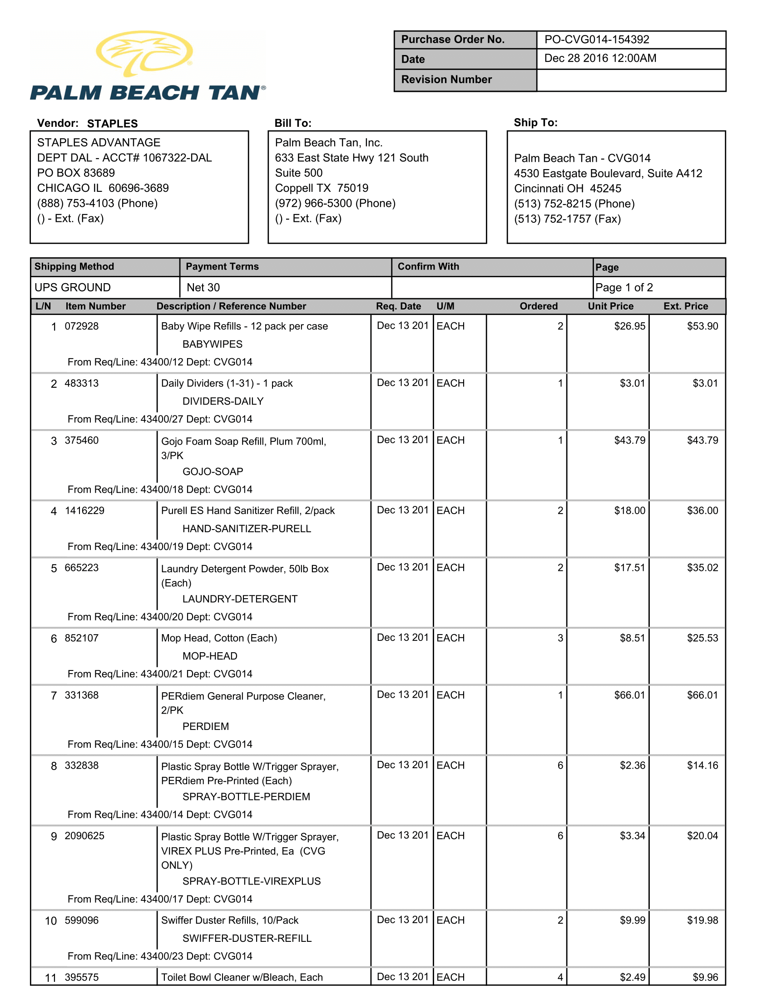 PALM BEACH TAN®
Purchase Order No. PO-CVG014-154392
Date Dec 28 2016 12:00AM
Revision Number
Vendor: STAPLES
STAPLES ADVANTAGE
DEPT DAL - ACCT# 1067322-DAL
PO BOX 83689
CHICAGO IL  60696-3689
(888) 753-4103 (Phone)
() - Ext. (Fax)
Bill To:
Palm Beach Tan, Inc.
633 East State Hwy 121 South
Suite 500
Coppell TX  75019
(972) 966-5300 (Phone)
() - Ext. (Fax)
Ship To:
Palm Beach Tan - CVG014
4530 Eastgate Boulevard, Suite A412
Cincinnati OH  45245
(513) 752-8215 (Phone)
(513) 752-1757 (Fax)
Shipping Method Payment Terms Confirm With Page
UPS GROUND Net 30 Page 1 of 2
L/N Item Number Description / Reference Number Req. Date U/M Ordered Unit Price Ext. Price
1 072928 Baby Wipe Refills - 12 pack per case Dec 13 201 EACH 2 $26.95 $53.90
BABYWIPES
From Req/Line: 43400/12 Dept: CVG014
2 483313 Daily Dividers (1-31) - 1 pack Dec 13 201 EACH 1 $3.01 $3.01
DIVIDERS-DAILY
From Req/Line: 43400/27 Dept: CVG014
3 375460 Gojo Foam Soap Refill, Plum 700ml, Dec 13 201 EACH 1 $43.79 $43.79
3/PK
GOJO-SOAP
From Req/Line: 43400/18 Dept: CVG014
4 1416229 Purell ES Hand Sanitizer Refill, 2/pack Dec 13 201 EACH 2 $18.00 $36.00
HAND-SANITIZER-PURELL
From Req/Line: 43400/19 Dept: CVG014
5 665223 Laundry Detergent Powder, 50lb Box Dec 13 201 EACH 2 $17.51 $35.02
(Each)
LAUNDRY-DETERGENT
From Req/Line: 43400/20 Dept: CVG014
6 852107 Mop Head, Cotton (Each) Dec 13 201 EACH 3 $8.51 $25.53
MOP-HEAD
From Req/Line: 43400/21 Dept: CVG014
7 331368 PERdiem General Purpose Cleaner, Dec 13 201 EACH 1 $66.01 $66.01
2/PK
PERDIEM
From Req/Line: 43400/15 Dept: CVG014
8 332838 Plastic Spray Bottle W/Trigger Sprayer, Dec 13 201 EACH 6 $2.36 $14.16
PERdiem Pre-Printed (Each)
SPRAY-BOTTLE-PERDIEM
From Req/Line: 43400/14 Dept: CVG014
9 2090625 Plastic Spray Bottle W/Trigger Sprayer, Dec 13 201 EACH 6 $3.34 $20.04
VIREX PLUS Pre-Printed, Ea  (CVG
ONLY)
SPRAY-BOTTLE-VIREXPLUS
From Req/Line: 43400/17 Dept: CVG014
10 599096 Swiffer Duster Refills, 10/Pack Dec 13 201 EACH 2 $9.99 $19.98
SWIFFER-DUSTER-REFILL
From Req/Line: 43400/23 Dept: CVG014
11 395575 Toilet Bowl Cleaner w/Bleach, Each Dec 13 201 EACH 4 $2.49 $9.96